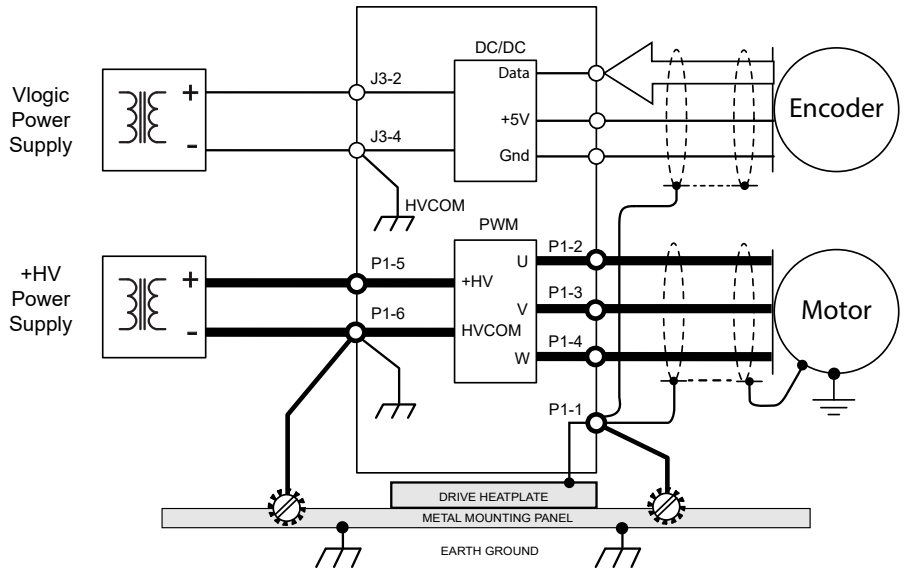 DC/DC
Vlogic
Power
Supply
+
-
J3-2
J3-4
HVCOM
Data
+5V
Gnd
Encoder
PWM
+HV
Power
Supply
+
-
P1-5
P1-6
+HV
HVCOM
U
V
W
P1-2
P1-3
P1-4
P1-1
Motor
DRIVE HEATPLATE
METAL MOUNTING PANEL
EARTH GROUND